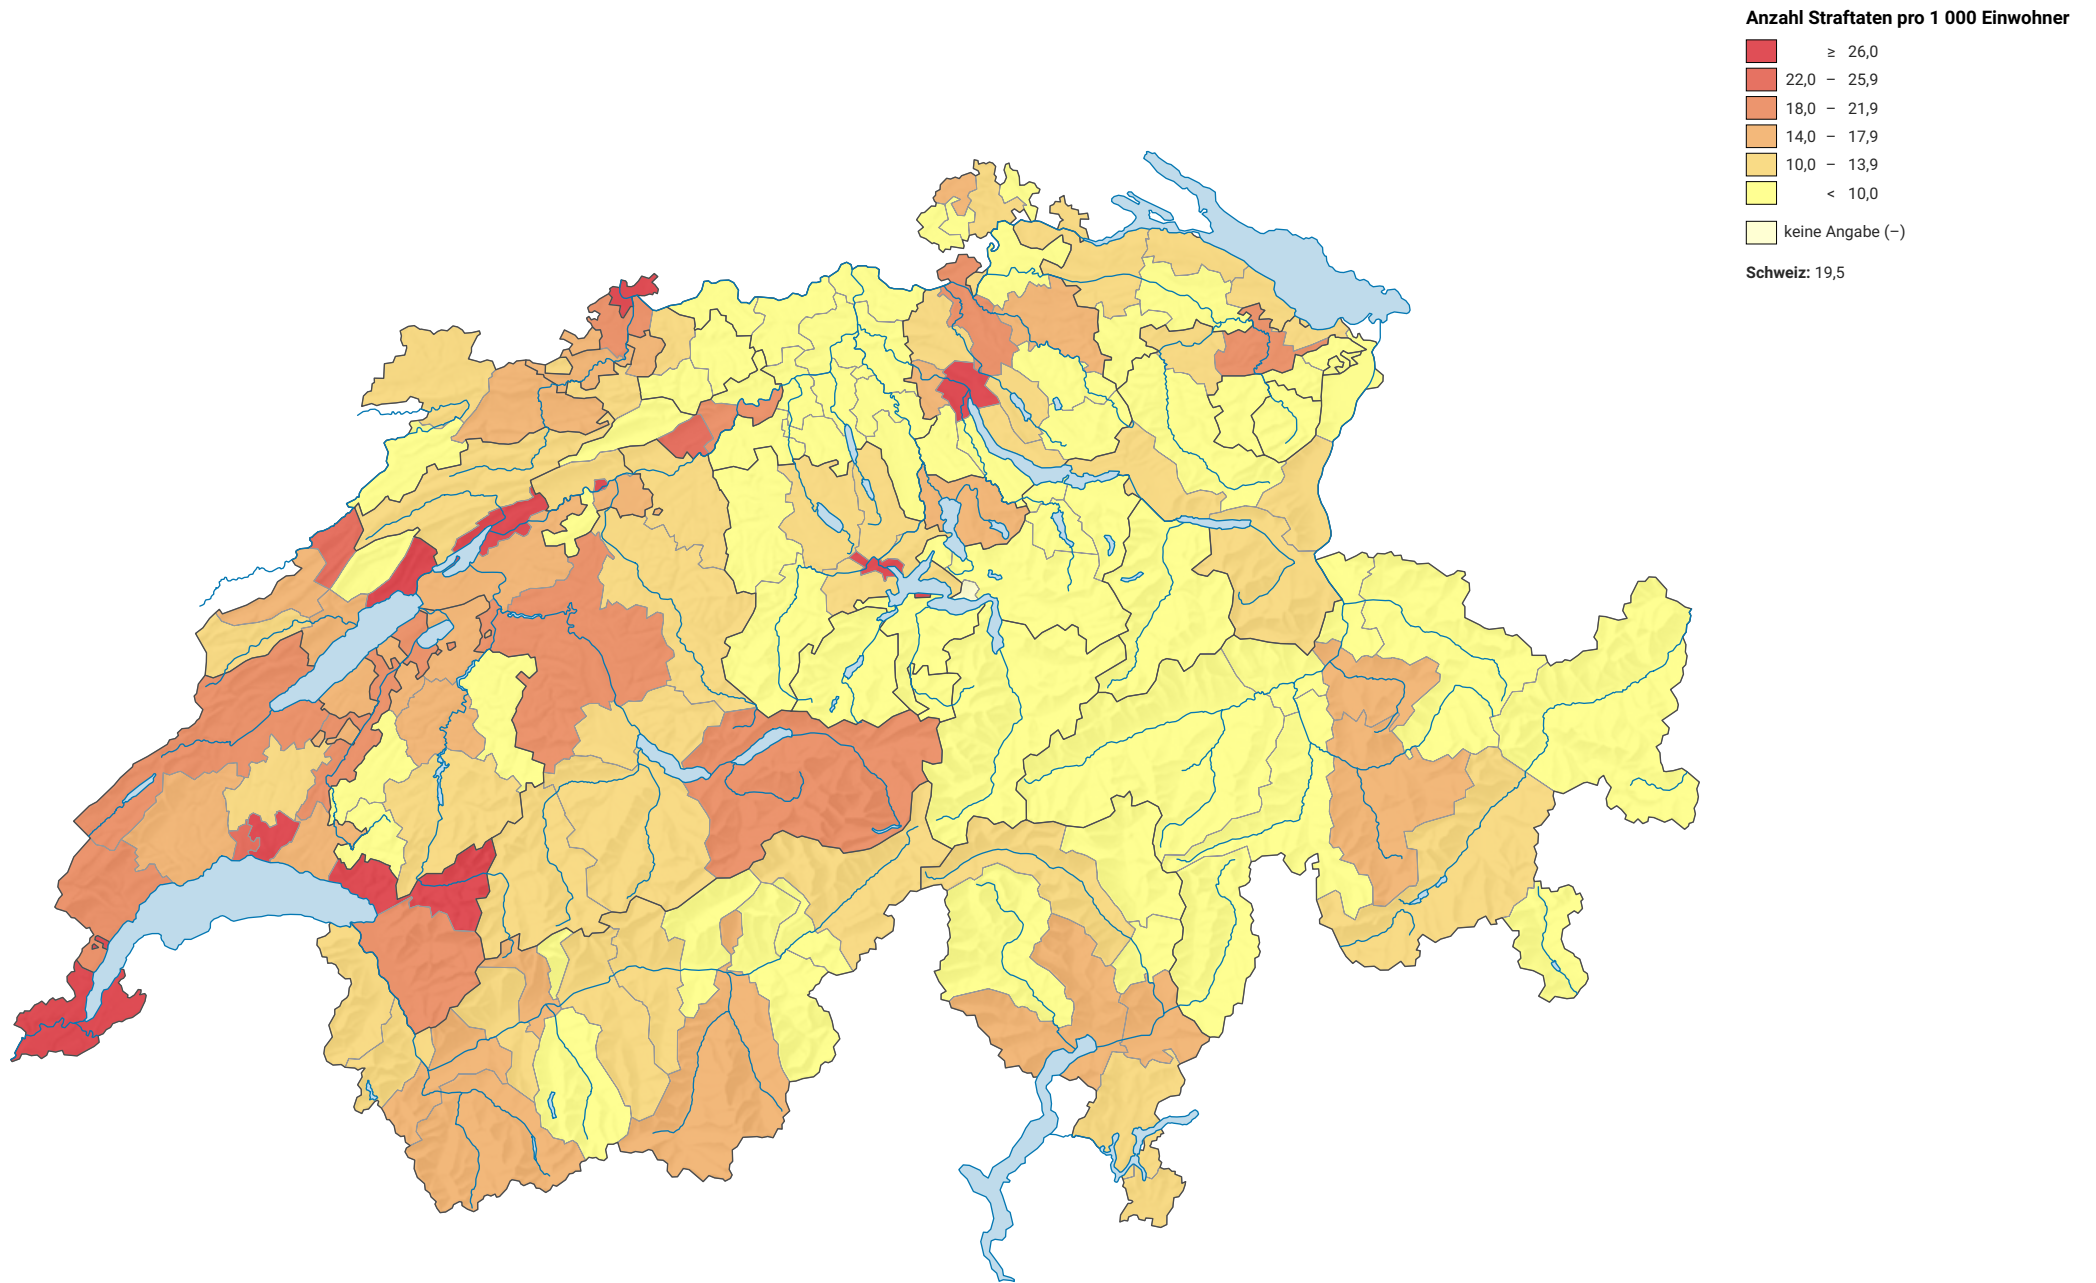 Anzahl Straftaten pro 1 000 Einwohner
≥ 26,0
22,0 – 25,9
18,0 – 21,9
14,0 – 17,9
10,0 – 13,9
< 10,0
keine Angabe (–)
Schweiz: 19,5